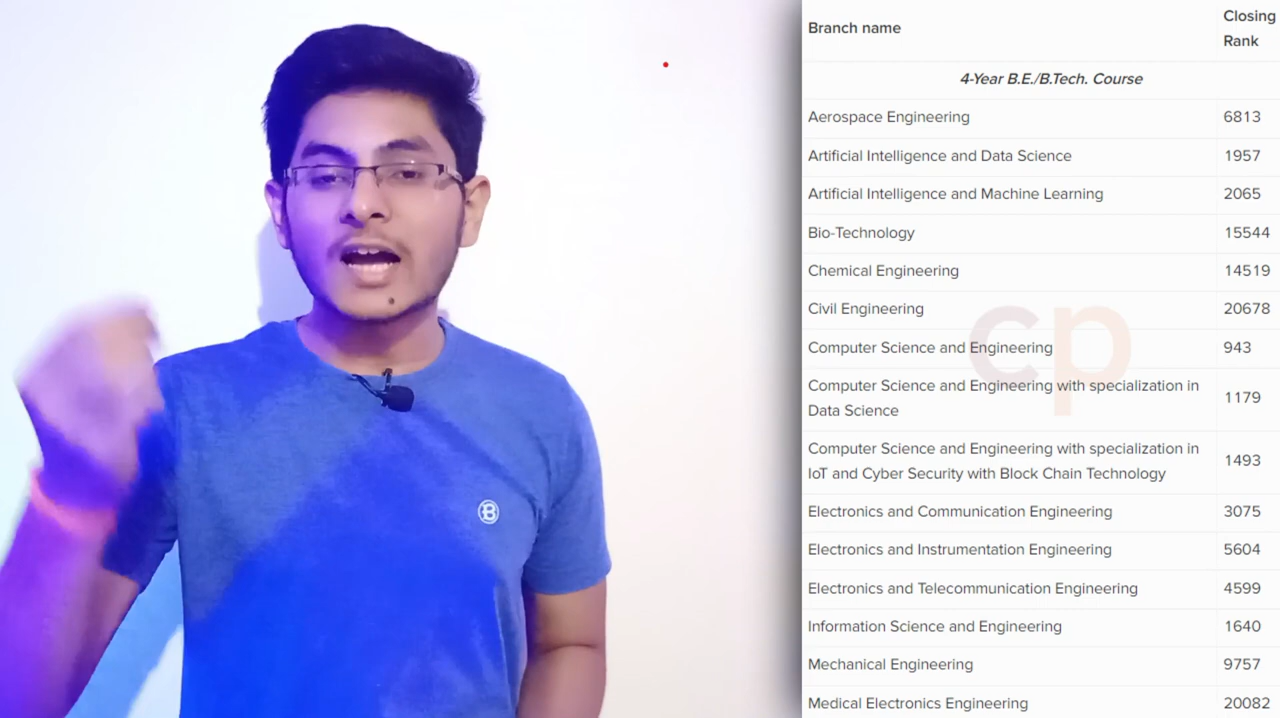 Branch name
Closing
Rank
4-Year B.E./B.Tech. Course
Aerospace Engineering 6813
Artificial Intelligence and Data Science 1957
Artificial Intelligence and Machine Learning 2065
Bio-Technology 15544
Chemical Engineering 14519
Civil Engineering 20678
cp
Computer Science and Engineering 943
Computer Science and Engineering with specialization in
Data Science
1179
Computer Science and Engineering with specialization in
IoT and Cyber Security with Block Chain Technology
1493
Electronics and Communication Engineering 3075
Electronics and Instrumentation Engineering 5604
Electronics and Telecommunication Engineering 4599
Information Science and Engineering 1640
Mechanical Engineering 9757
Medical Electronics Engineering 20082
B